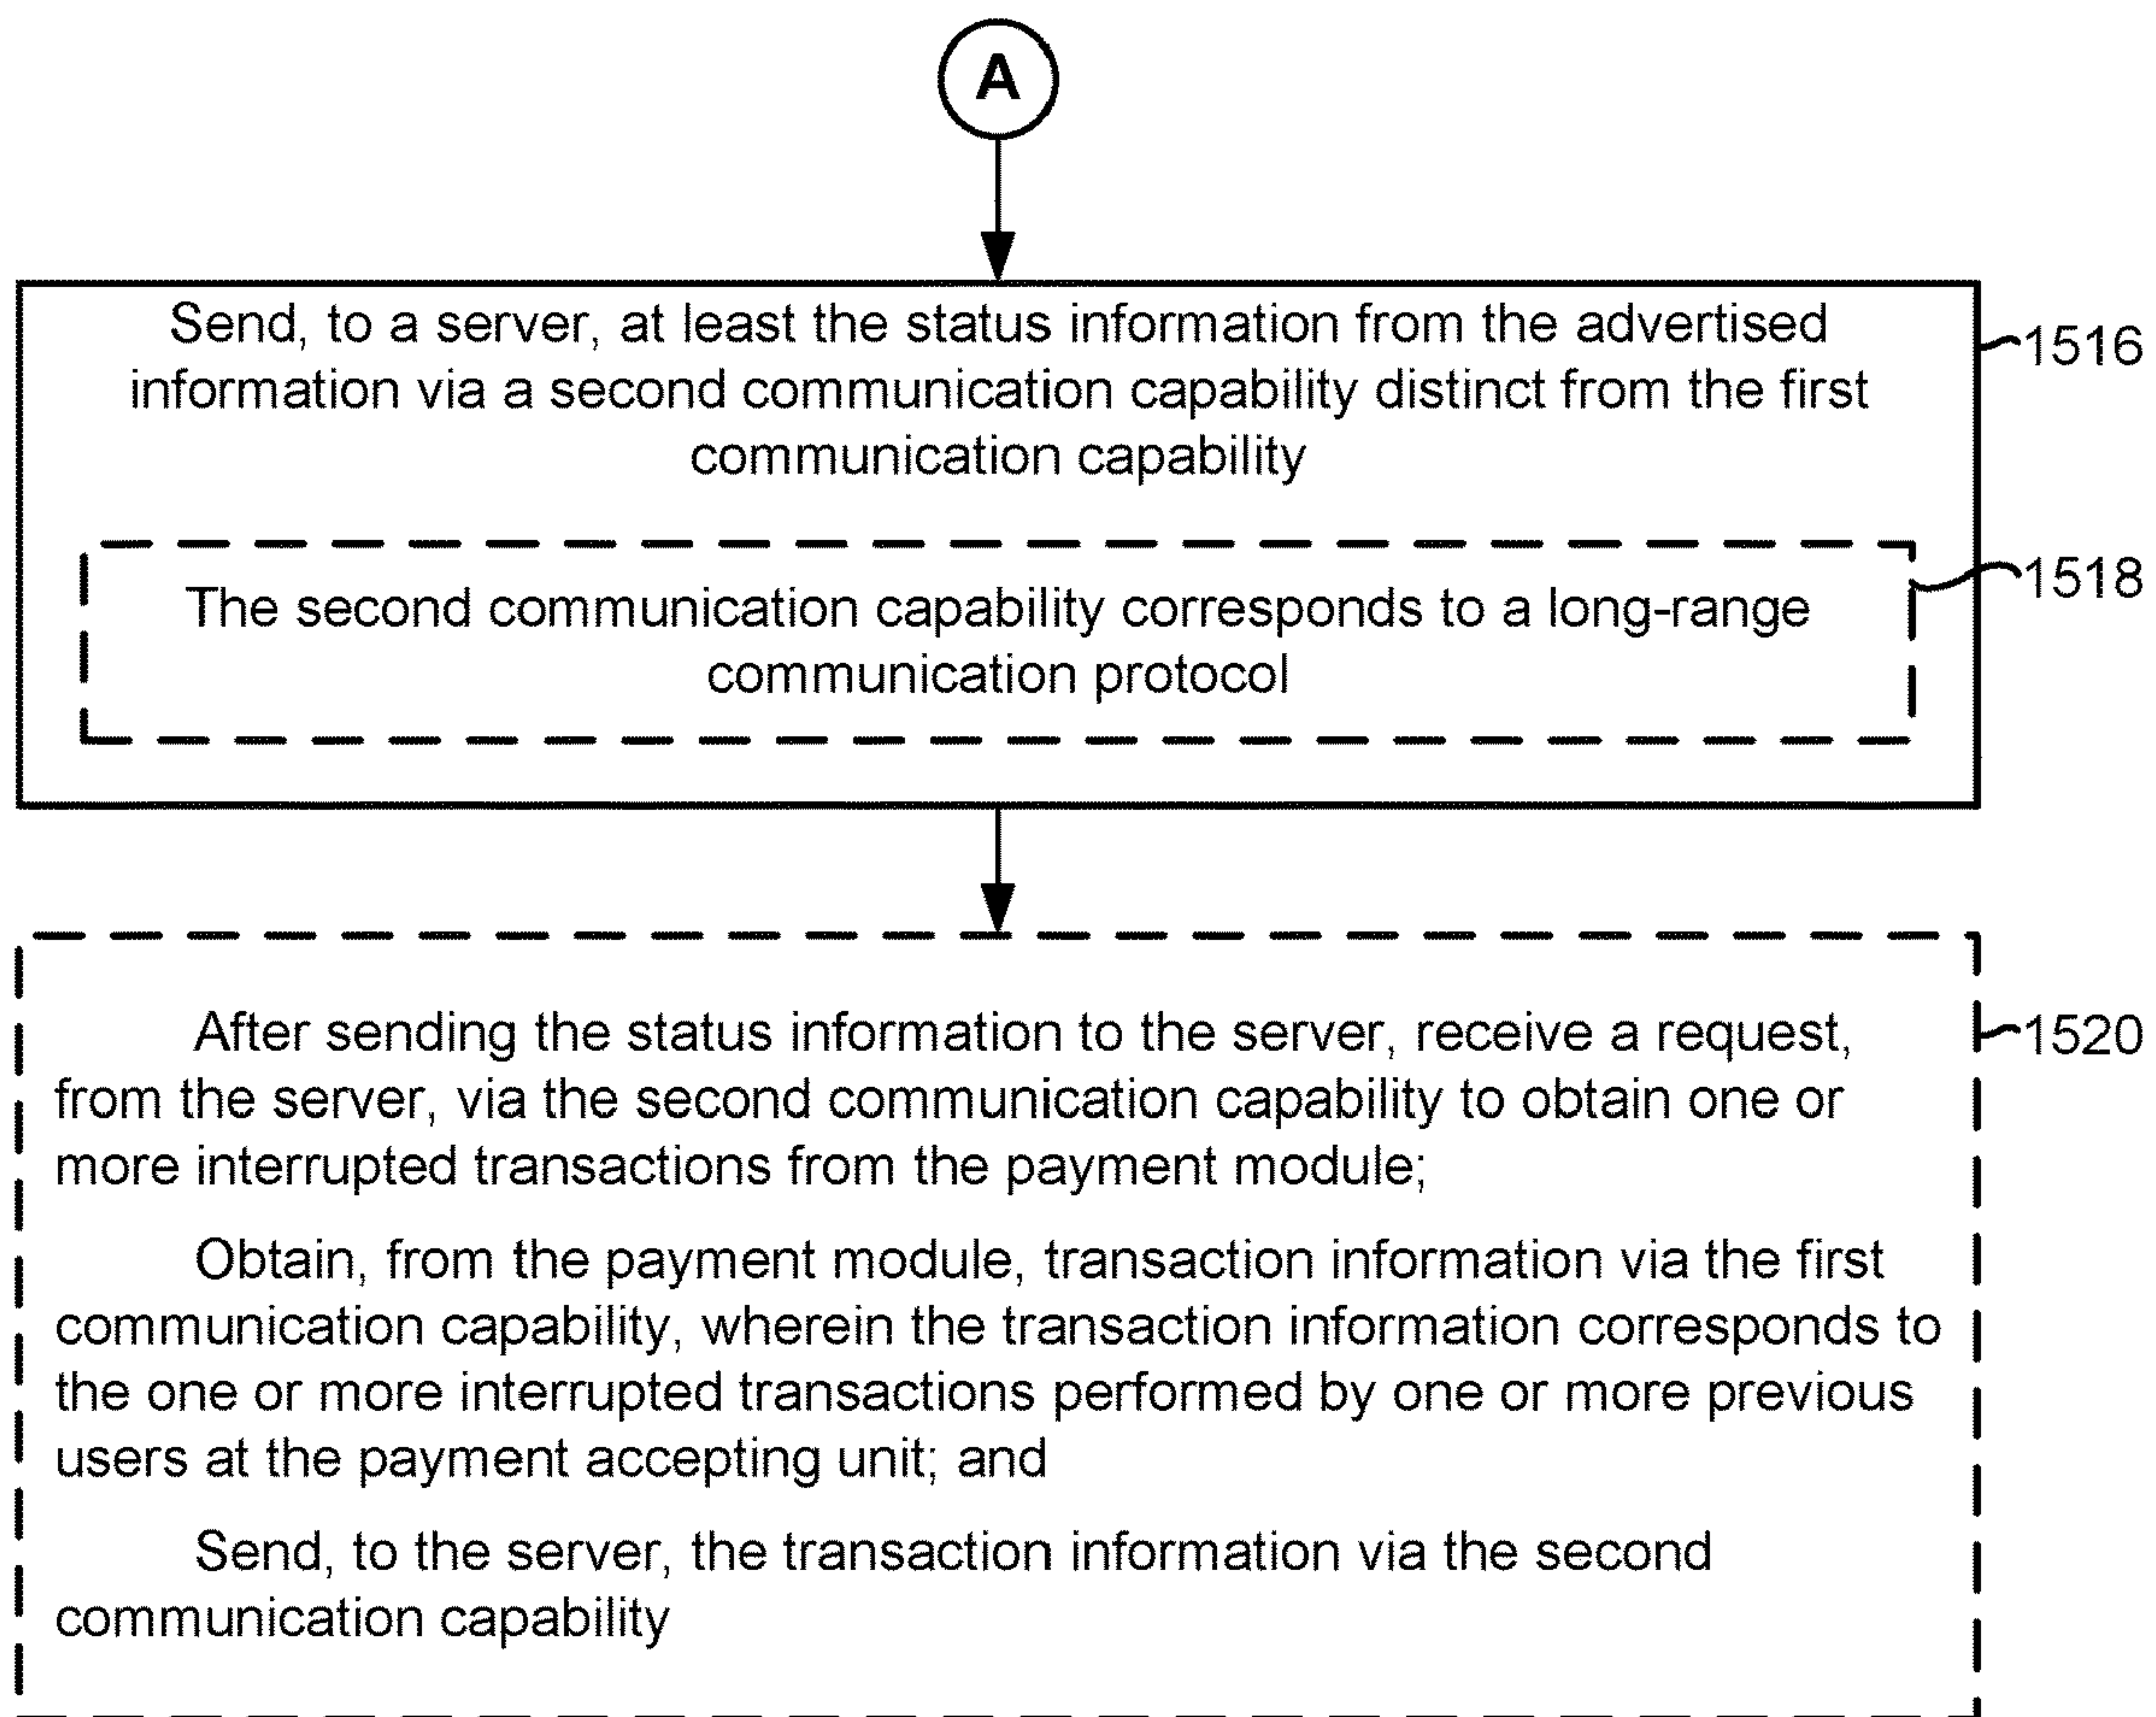 A
Send, to a server, at least the status information from the advertised
information via a second communication capability distinct from the first
communication capability
1516
The second communication capability corresponds to a long-range
communication protocol
1518
After sending the status information to the server, receive a request,
from the server, via the second communication capability to obtain one or
more interrupted transactions from the payment module;
Obtain, from the payment module, transaction information via the first
communication capability, wherein the transaction information corresponds to
the one or more interrupted transactions performed by one or more previous
users at the payment accepting unit; and
Send, to the server, the transaction information via the second
communication capability
1520